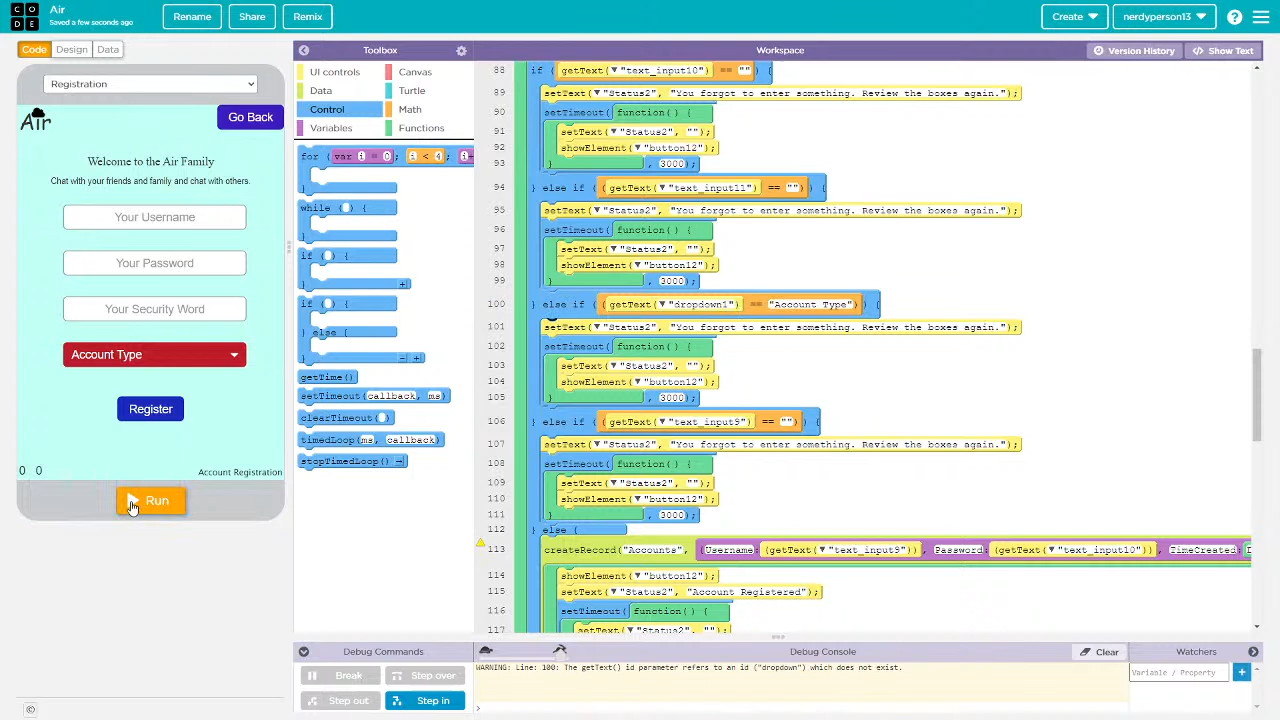 CODE
Air
Saved a few seconds ago
Rename
Share
Remix
Create
nerdyperson13
?
Code
Design
Data
Toolbox
Workspace
Version History
Show Text
Registration
Air
Go Back
Welcome to the Air Family
Chat with your friends and family and chat with others.
Your Username
Your Password
Your Security Word
Account Type
Register
0 0
Account Registration
Run
UI controls
Canvas
Data
Turtle
Control
Math
Variables
Functions
for (var i = 0; i < 4; i
}
while () {
}
if () {
}
if () {
} else {
}
getTime()
setTimeout(callback, ms)
clearTimeout()
timedLoop(ms, callback)
stopTimedLoop()
88 if (getText("text_input10") == "") {
89 setText("Status2", "You forgot to enter something. Review the boxes again.");
90 setTimeout(function() {
91 setText("Status2", "");
92 showElement("button12");
93 }, 3000);
94 } else if ((getText("text_input11") == "")) {
95 setText("Status2", "You forgot to enter something. Review the boxes again.");
96 setTimeout(function() {
97 setText("Status2", "");
98 showElement("button12");
99 }, 3000);
100 } else if ((getText("dropdown1") == "Account Type")) {
101 setText("Status2", "You forgot to enter something. Review the boxes again.");
102 setTimeout(function() {
103 setText("Status2", "");
104 showElement("button12");
105 }, 3000);
106 } else if ((getText("text_input9") == "")) {
107 setText("Status2", "You forgot to enter something. Review the boxes again.");
108 setTimeout(function() {
109 setText("Status2", "");
110 showElement("button12");
111 }, 3000);
112 } else {
113 createRecord("Accounts", {Username:(getText("text_input9")), Password:(getText("text_input10")), TimeCreated:
114 showElement("button12");
115 setText("Status2", "Account Registered");
116 setTimeout(function() {
117 setText("Status2", "");
Debug Commands
Debug Console
Clear
Watchers
Break
Step over
Step out
Step in
WARNING: Line: 100: The getText() id parameter refers to an id ("dropdown") which does not exist.
>
Variable / Property
+
©